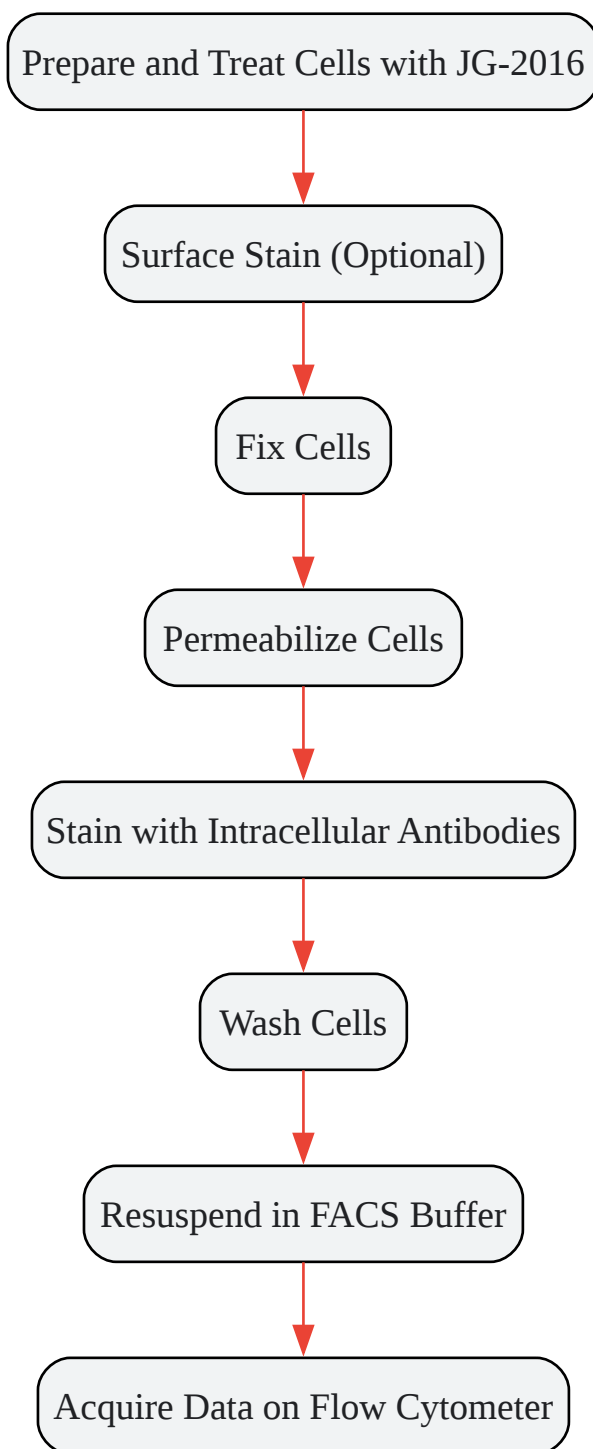 Prepare and Treat Cells with JG-2016
Surface Stain (Optional)
Fix Cells
Permeabilize Cells
Stain with Intracellular Antibodies
Wash Cells
Resuspend in FACS Buffer
Acquire Data on Flow Cytometer